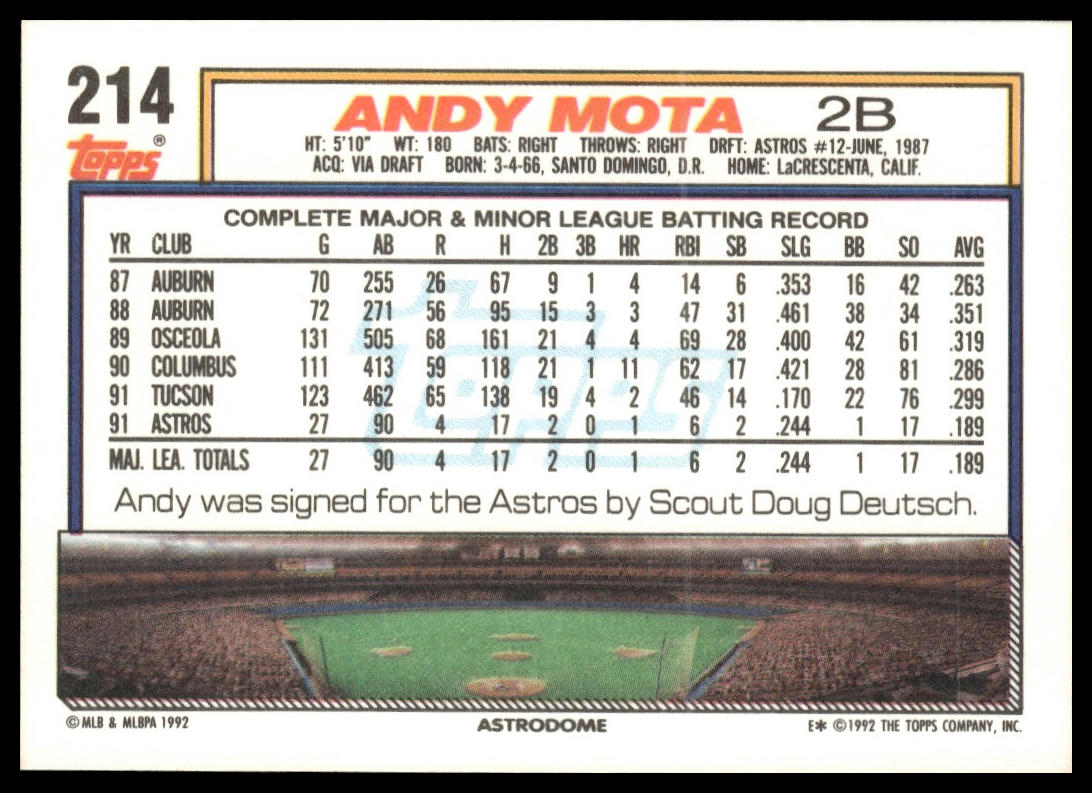 214
Topps®
ANDY MOTA 2B
HT: 5'10" WT: 180 BATS: RIGHT THROWS: RIGHT DRFT: ASTROS #12-JUNE, 1987
ACQ: VIA DRAFT BORN: 3-4-66, SANTO DOMINGO, D.R. HOME: LaCRESCENTA, CALIF.
COMPLETE MAJOR & MINOR LEAGUE BATTING RECORD
YR CLUB G AB R H 2B 3B HR RBI SB SLG BB SO AVG
87 AUBURN 70 255 26 67 9 1 4 14 6 .353 16 42 .263
88 AUBURN 72 271 56 95 15 3 3 47 31 .461 38 34 .351
89 OSCEOLA 131 505 68 161 21 4 4 69 28 .400 42 61 .319
90 COLUMBUS 111 413 59 118 21 1 11 62 17 .421 28 81 .286
91 TUCSON 123 462 65 138 19 4 2 46 14 .170 22 76 .299
91 ASTROS 27 90 4 17 2 0 1 6 2 .244 1 17 .189
MAJ. LEA. TOTALS 27 90 4 17 2 0 1 6 2 .244 1 17 .189
Topps
Andy was signed for the Astros by Scout Doug Deutsch.
© MLB & MLBPA 1992 ASTRODOME E* © 1992 THE TOPPS COMPANY, INC.